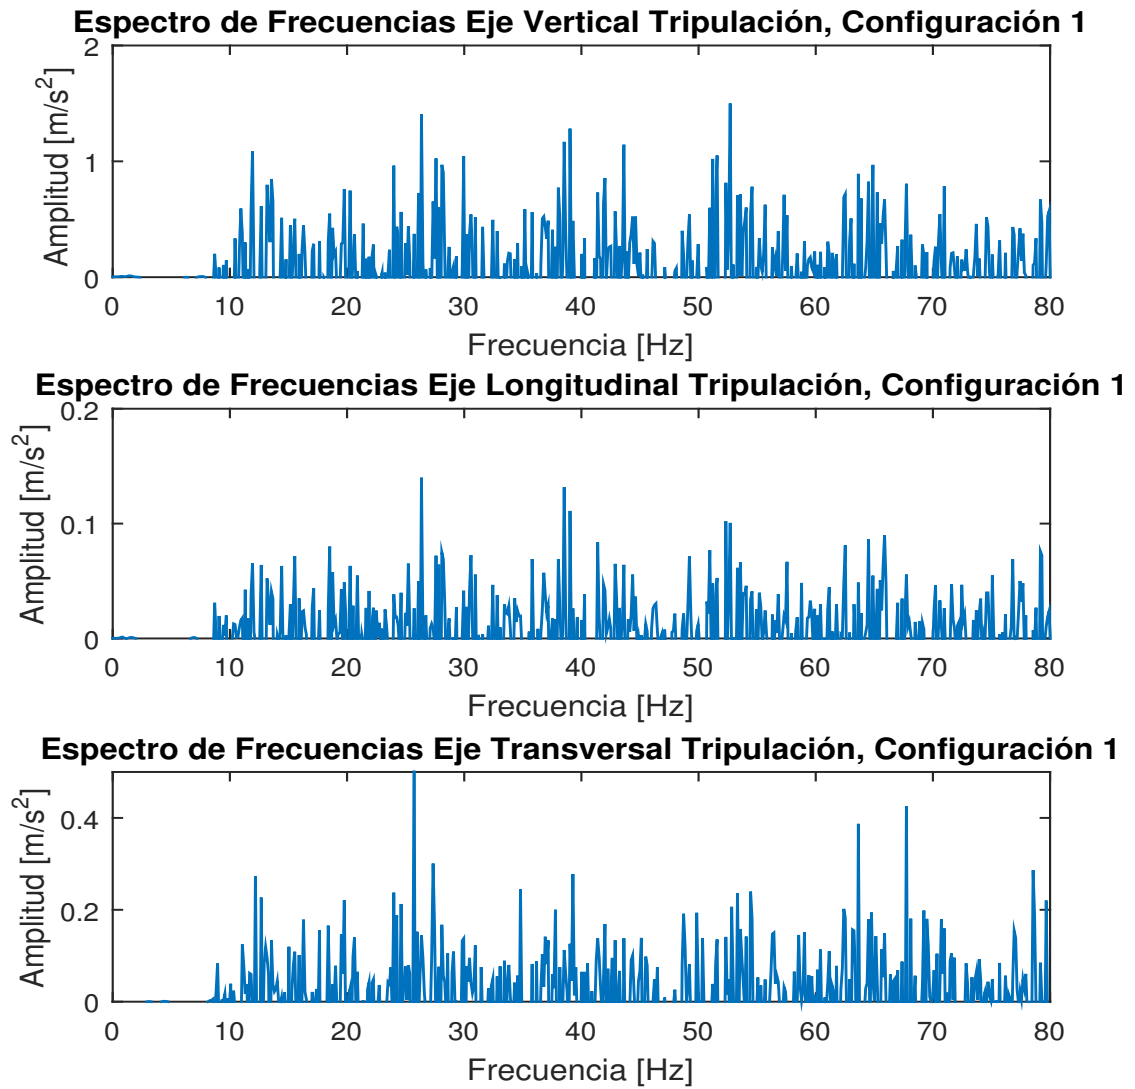 Espectro de Frecuencias Eje Vertical Tripulación, Configuración 1
2
1
0
Amplitud [m/s²]
0 10 20 30 40 50 60 70 80
Frecuencia [Hz]
Espectro de Frecuencias Eje Longitudinal Tripulación, Configuración 1
0.2
0.1
0
Amplitud [m/s²]
0 10 20 30 40 50 60 70 80
Frecuencia [Hz]
Espectro de Frecuencias Eje Transversal Tripulación, Configuración 1
0.4
0.2
0
Amplitud [m/s²]
0 10 20 30 40 50 60 70 80
Frecuencia [Hz]